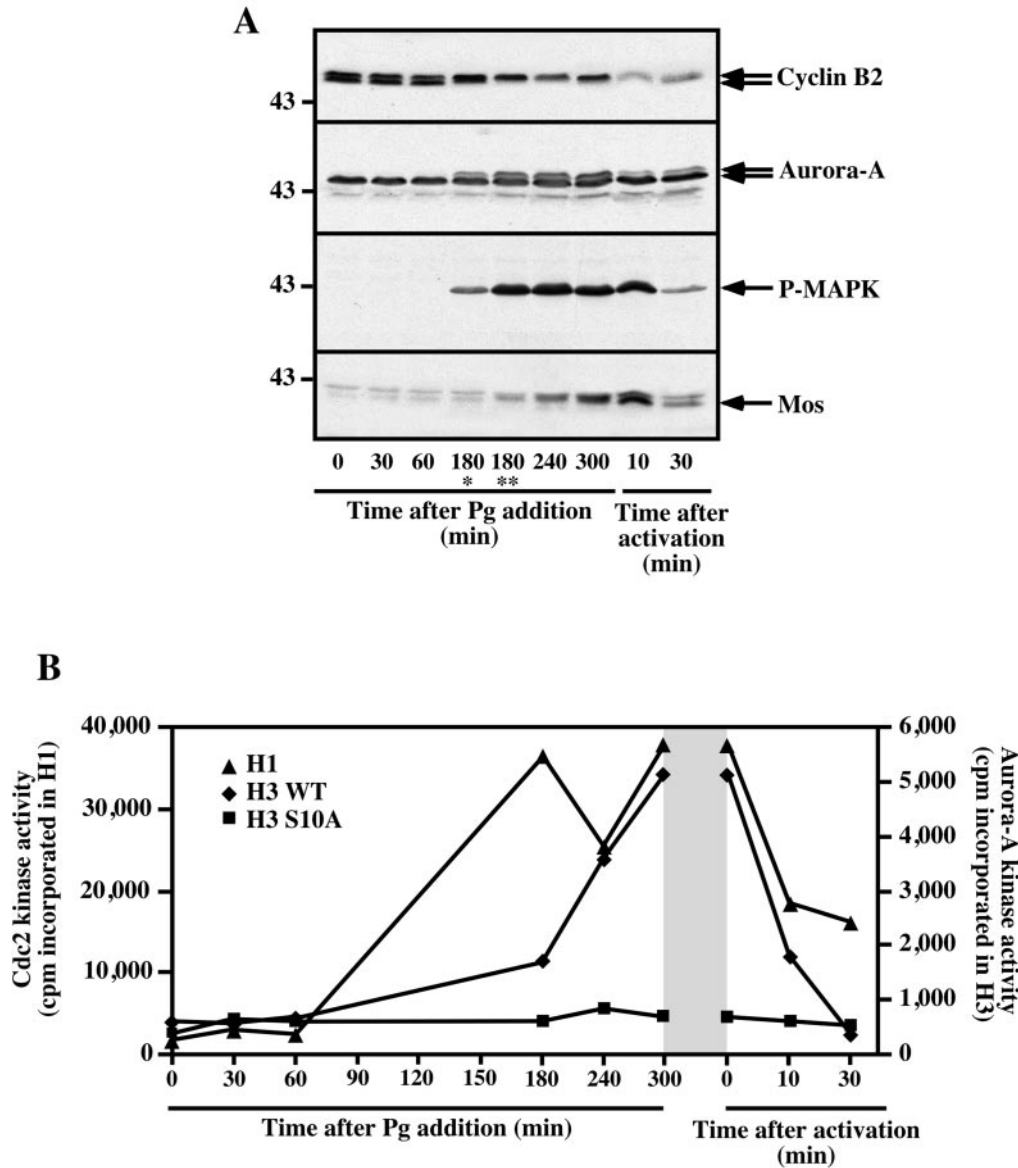 A
43
Cyclin B2
43
Aurora-A
43
P-MAPK
43
Mos
0 30 60 180 180 240 300 10 30
* **
Time after Pg addition
(min)
Time after
activation
(min)
B
Cdc2 kinase activity
(cpm incorporated in H1)
40,000
30,000
20,000
10,000
0
H1
H3 WT
H3 S10A
6,000
5,000
4,000
3,000
2,000
1,000
0
Aurora-A kinase activity
(cpm incorporated in H3)
0 30 60 90 120 150 180 240 300 0 10 30
Time after Pg addition (min)
Time after activation
(min)